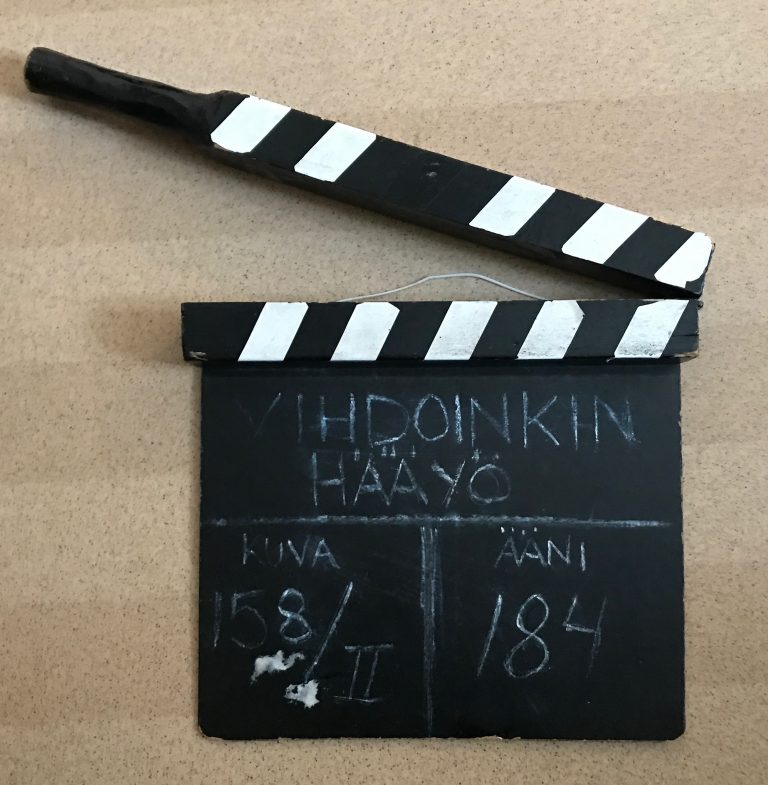 VIHDOINKIN
HÄÄYÖ
KUVA
158/II
ÄÄNI
184